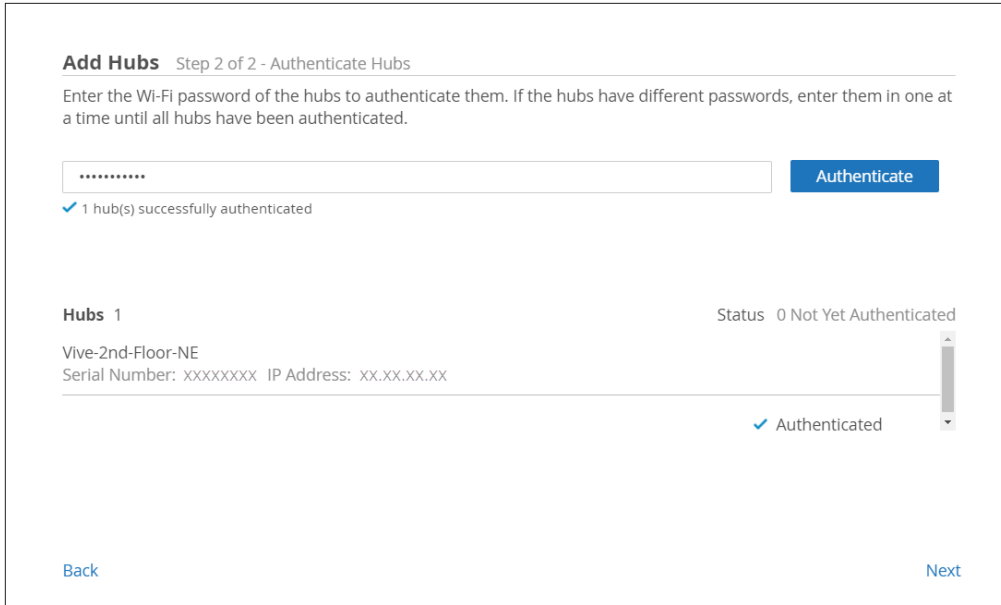 Add Hubs Step 2 of 2 - Authenticate Hubs
Enter the Wi-Fi password of the hubs to authenticate them. If the hubs have different passwords, enter them in one at
a time until all hubs have been authenticated.
••••••••••• Authenticate
✓ 1 hub(s) successfully authenticated
Hubs 1 Status 0 Not Yet Authenticated
Vive-2nd-Floor-NE
Serial Number: XXXXXXXX IP Address: XX.XX.XX.XX
✓ Authenticated
Back Next